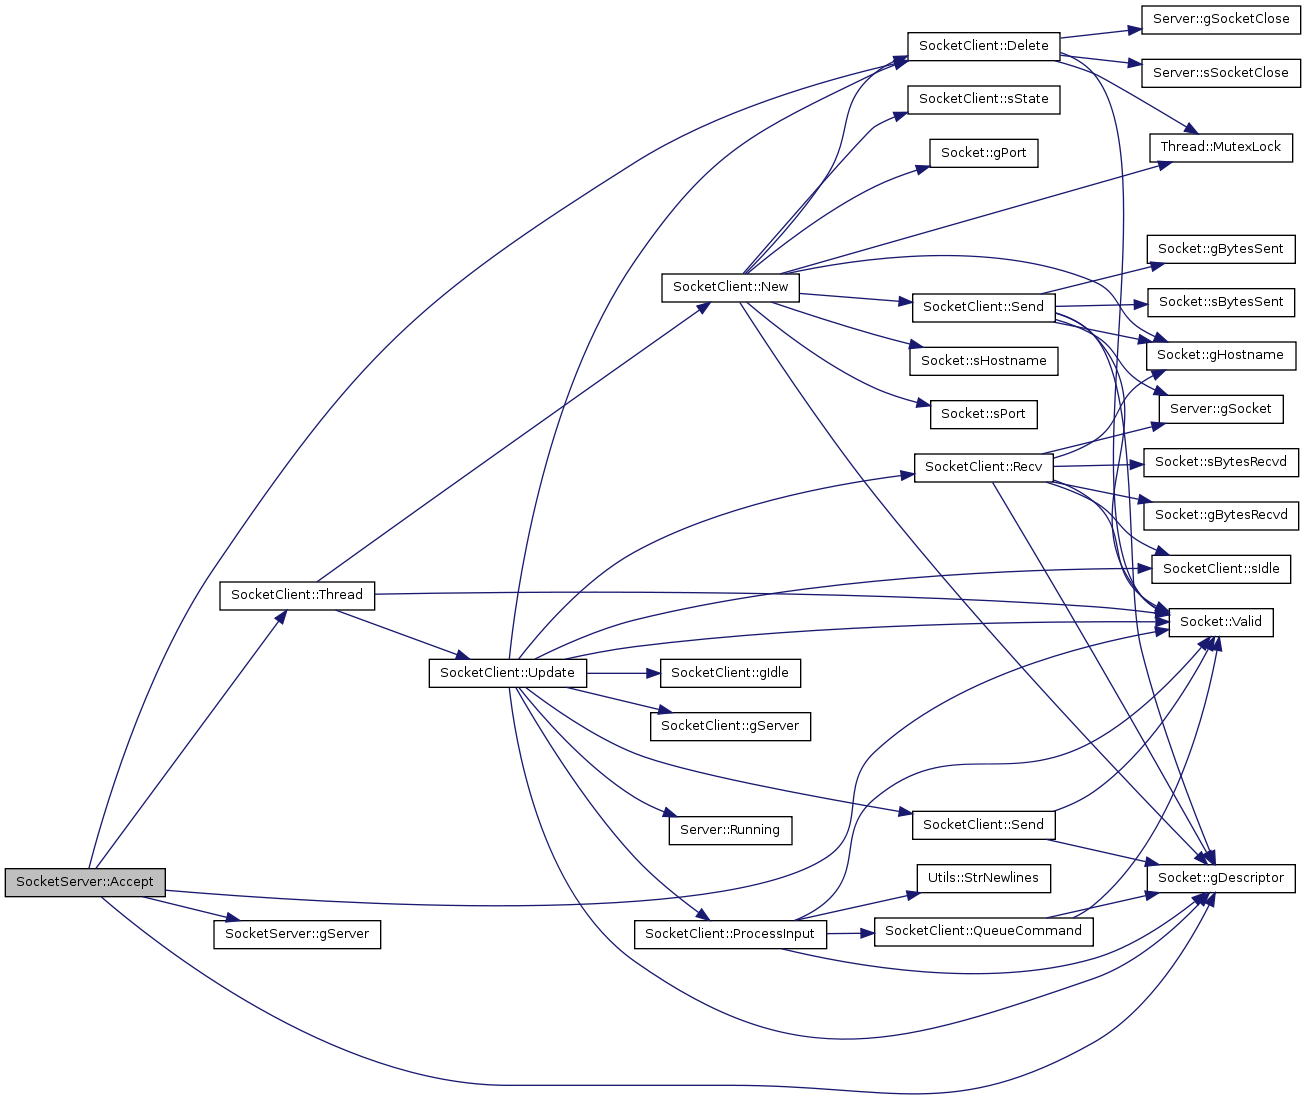 Server::gSocketClose
SocketClient::Delete
Server::sSocketClose
SocketClient::sState
Thread::MutexLock
Socket::gPort
Socket::gBytesSent
SocketClient::New
Socket::sBytesSent
SocketClient::Send
Socket::gHostname
Socket::sHostname
Server::gSocket
Socket::sPort
Socket::sBytesRecvd
SocketClient::Recv
Socket::gBytesRecvd
SocketClient::sIdle
SocketClient::Thread
Socket::Valid
SocketClient::Update
SocketClient::gIdle
SocketClient::gServer
SocketClient::Send
Server::Running
Utils::StrNewlines
Socket::gDescriptor
SocketServer::Accept
SocketClient::QueueCommand
SocketServer::gServer
SocketClient::ProcessInput